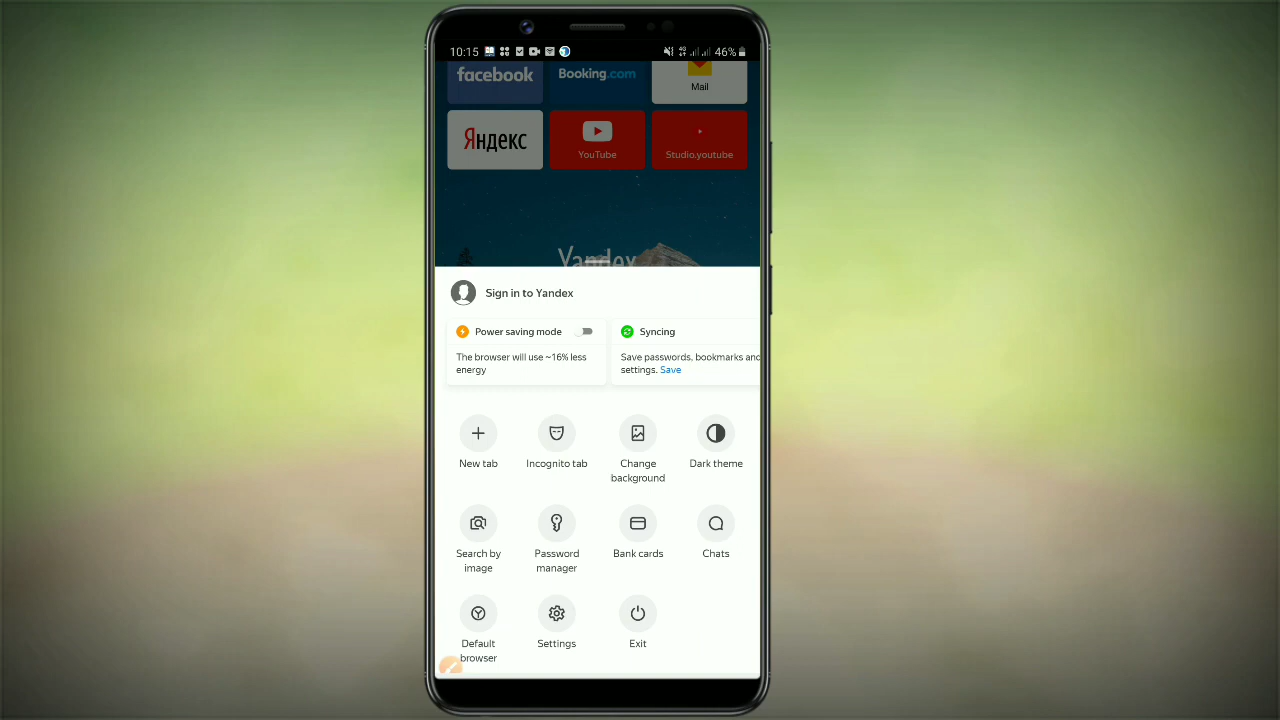 10:15
46%
facebook
Booking.com
Mail
Яндекс
YouTube
Studio.youtube
Yandex
Sign in to Yandex
Power saving mode
The browser will use ~16% less
energy
Syncing
Save passwords, bookmarks and
settings. Save
New tab
Incognito tab
Change
background
Dark theme
Search by
image
Password
manager
Bank cards
Chats
Default
browser
Settings
Exit